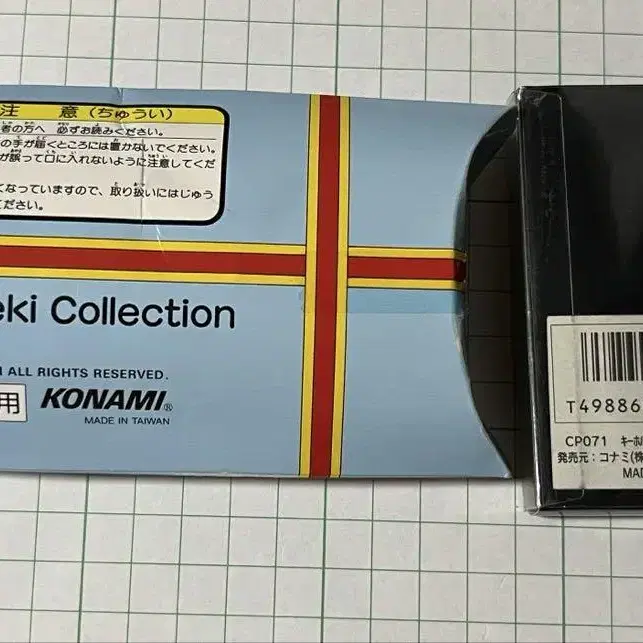 注　意（ちゅうい）
者の方へ 必ずお読みください。
の手が届くところには置かないでください。
が誤って口に入れないように注意してくだ
くなっていますので、取り扱いにはじゅう
ください。
eki Collection
ALL RIGHTS RESERVED.
用 KONAMI®
MADE IN TAIWAN
T49886
CP071 キーホ
発売元：コナミ(株
MAD